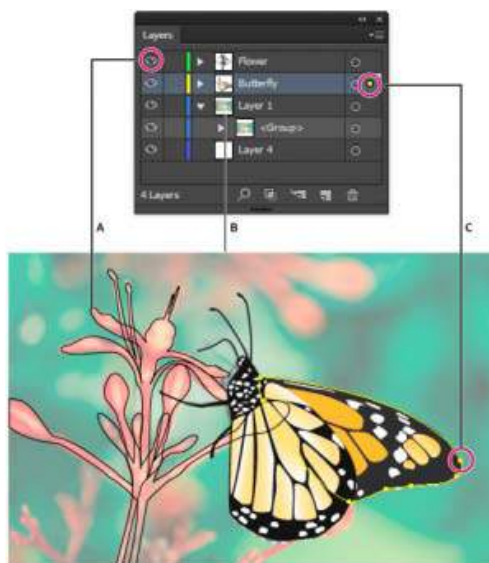 Layers
Flower
Butterfly
Layer 1
<Group>
Layer 4
4 Layers
A
B
C